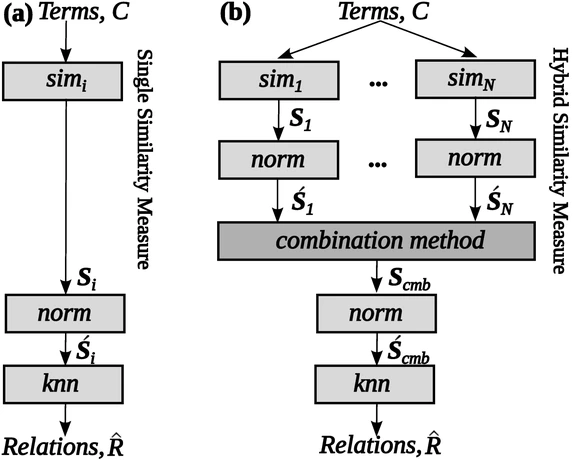 (a) Terms, C
sim_i
S_i
norm
Ś_i
knn
Relations, R̂
Single Similarity Measure
(b) Terms, C
sim_1 ... sim_N
S_1 S_N
norm ... norm
Ś_1 Ś_N
combination method
S_cmb
norm
Ś_cmb
knn
Relations, R̂
Hybrid Similarity Measure